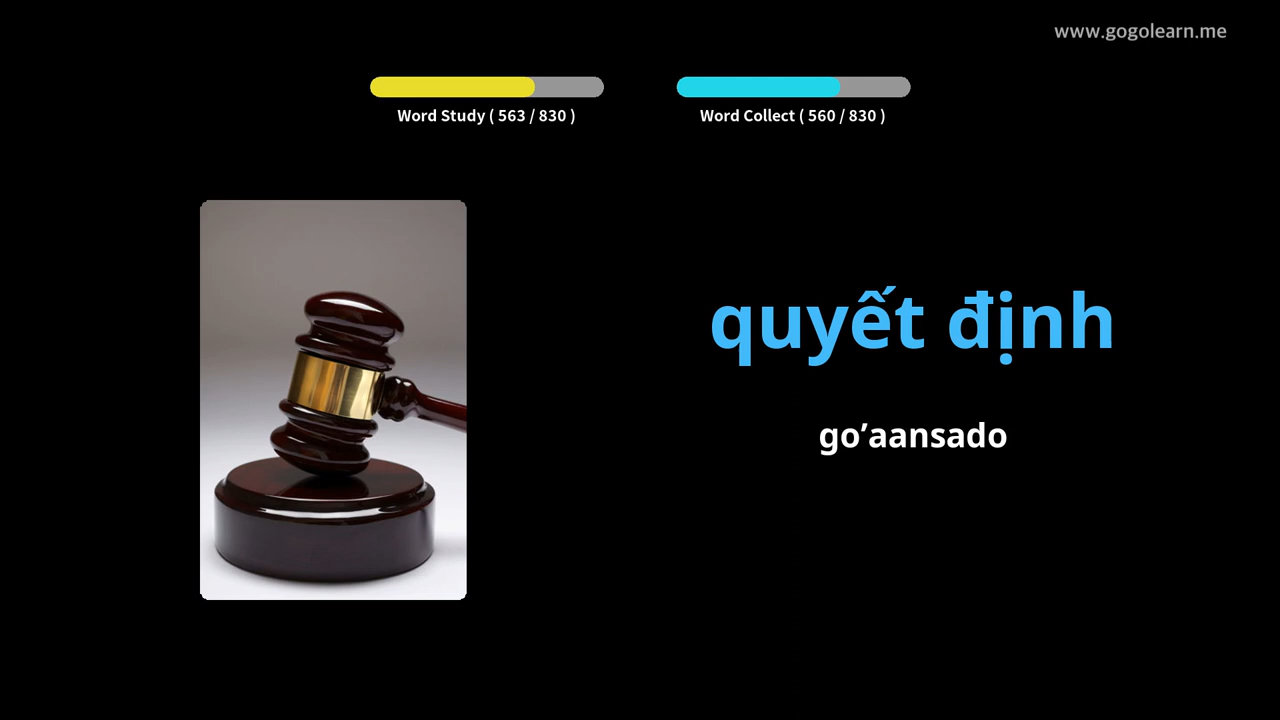 www.gogolearn.me
Word Study ( 563 / 830 )
Word Collect ( 560 / 830 )
quyết định
go’aansado